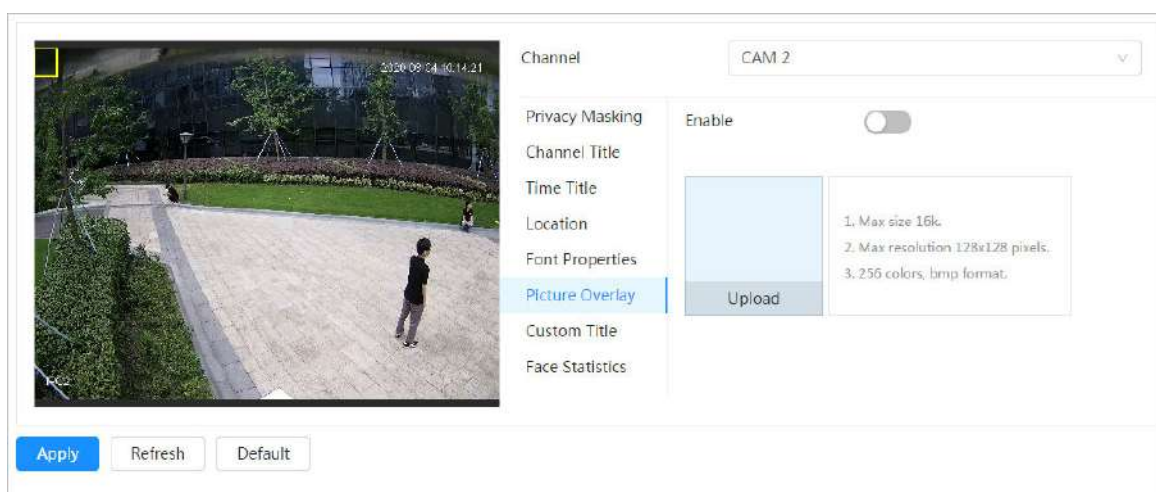 Channel
CAM 2
2020-09-04 10:14:21
Privacy Masking
Enable
Channel Title
Time Title
Location
Font Properties
Picture Overlay
Custom Title
Face Statistics
1. Max size 16k.
2. Max resolution 128x128 pixels.
3. 256 colors, bmp format.
Upload
Apply
Refresh
Default